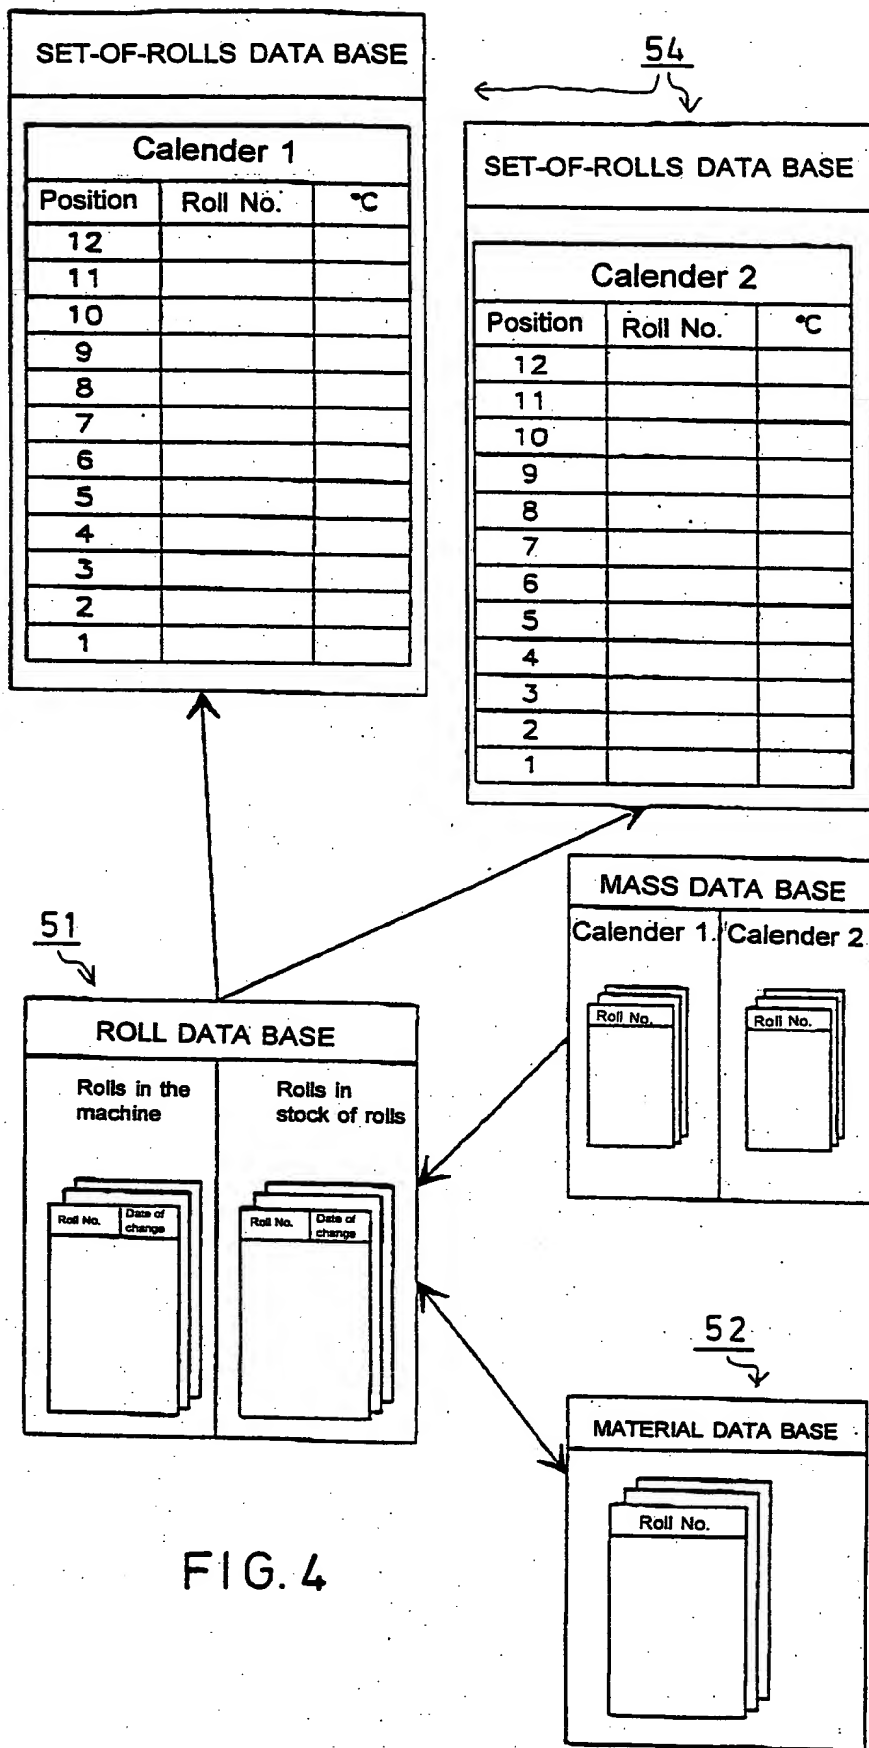 SET-OF-ROLLS DATA BASE
Calender 1
Position Roll No. °C
12
11
10
9
8
7
6
5
4
3
2
1
54
SET-OF-ROLLS DATA BASE
Calender 2
Position Roll No. °C
12
11
10
9
8
7
6
5
4
3
2
1
MASS DATA BASE
Calender 1. Calender 2
Roll No. Roll No.
51
ROLL DATA BASE
Rolls in the
machine
Rolls in
stock of rolls
Roll No. Date of
change
Roll No. Date of
change
52
MATERIAL DATA BASE
Roll No.
FIG. 4